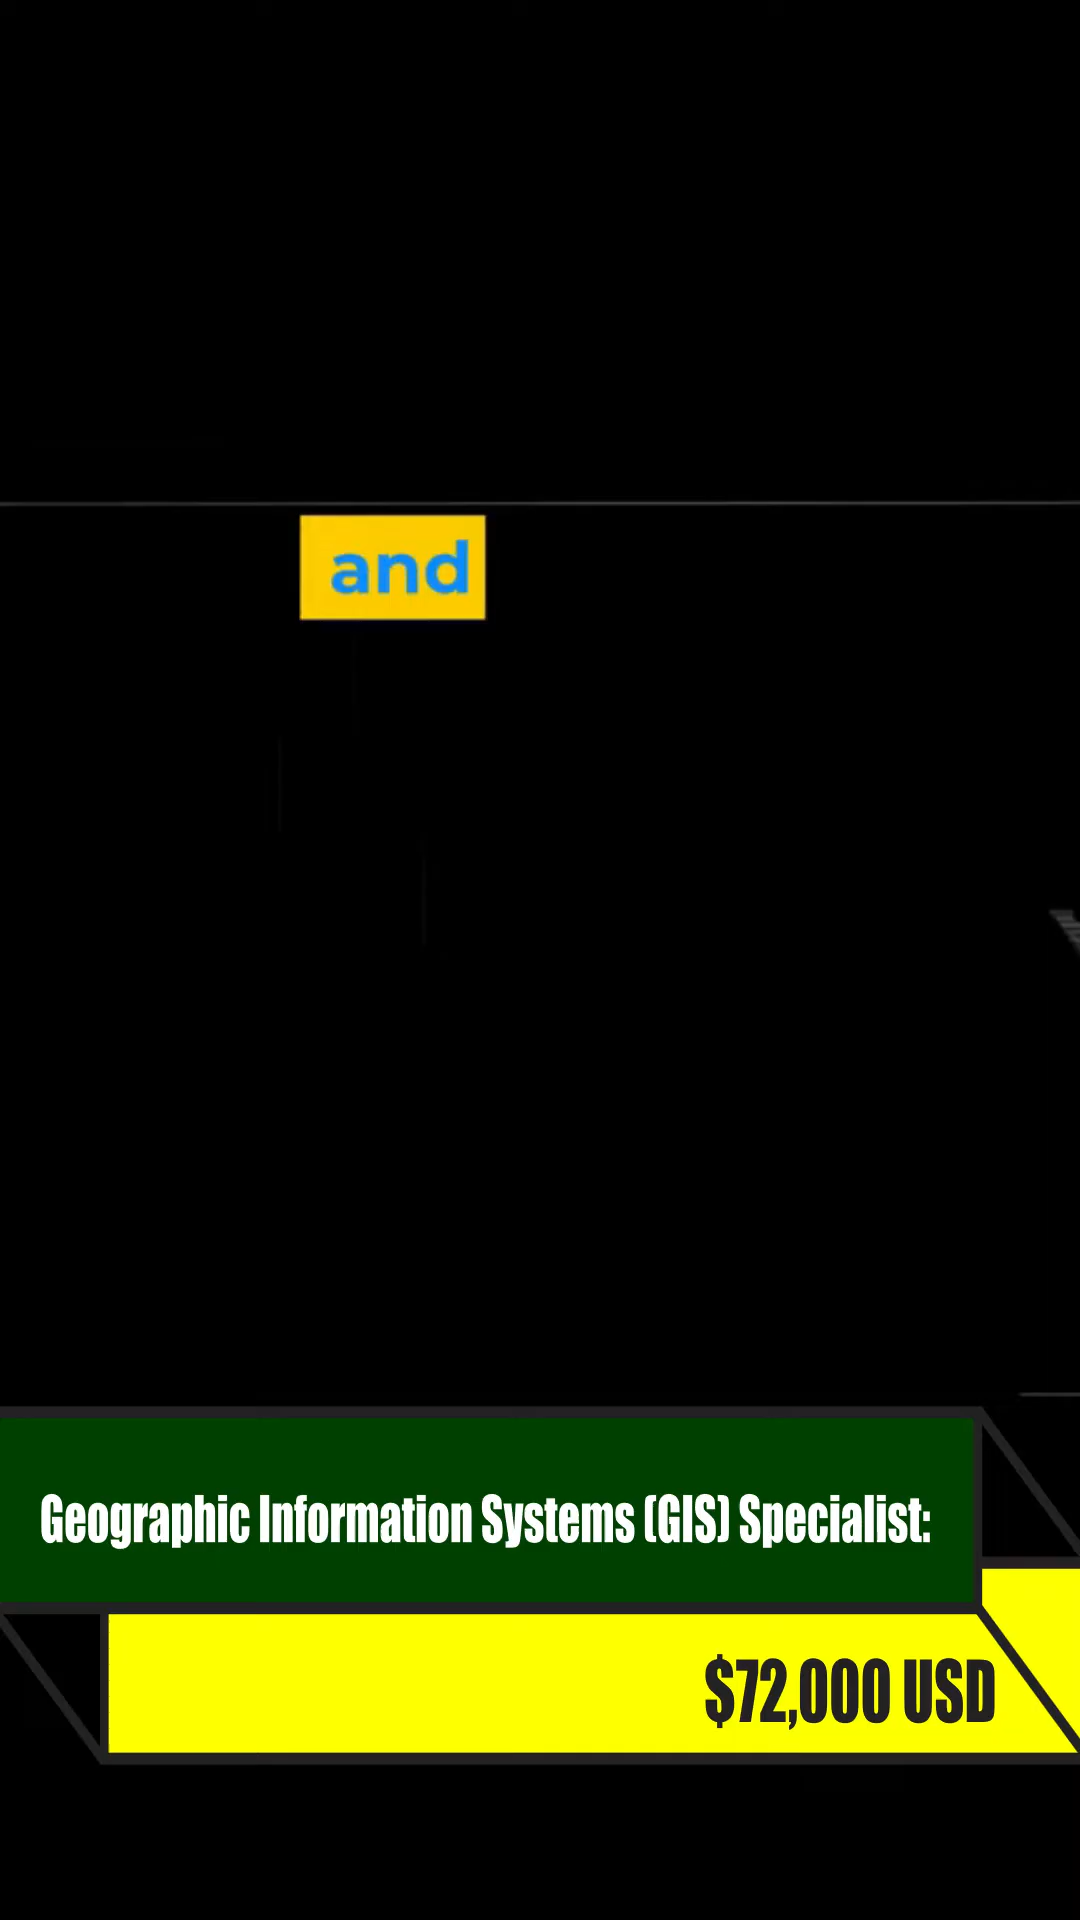 and
Geographic Information Systems (GIS) Specialist:
$72,000 USD